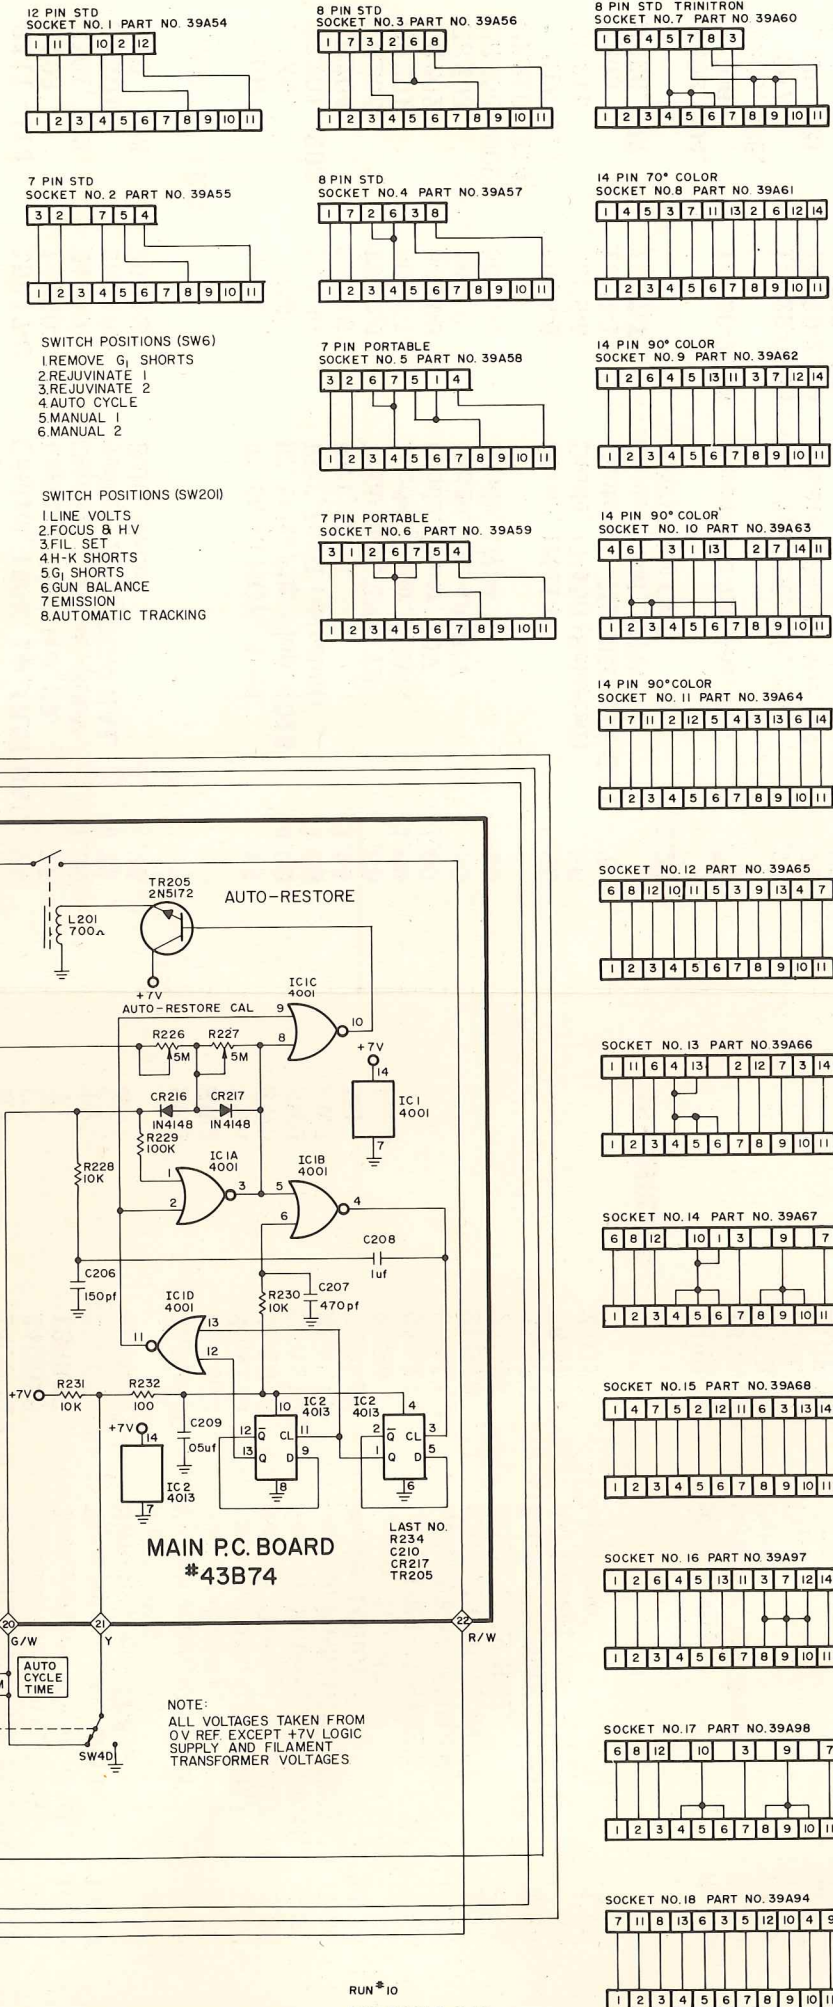 12 PIN STD
SOCKET NO. 1 PART NO. 39A54
1 11 10 2 12
1 2 3 4 5 6 7 8 9 10 11
7 PIN STD
SOCKET NO. 2 PART NO. 39A55
3 2 7 5 4
1 2 3 4 5 6 7 8 9 10 11
SWITCH POSITIONS (SW6)
1.REMOVE G1 SHORTS
2.REJUVINATE 1
3.REJUVINATE 2
4.AUTO CYCLE
5.MANUAL 1
6.MANUAL 2
SWITCH POSITIONS (SW201)
1.LINE VOLTS
2.FOCUS & HV
3.FIL. SET
4.H-K SHORTS
5.G1 SHORTS
6.GUN BALANCE
7.EMISSION
8.AUTOMATIC TRACKING
8 PIN STD
SOCKET NO. 3 PART NO. 39A56
1 7 3 2 6 8
1 2 3 4 5 6 7 8 9 10 11
8 PIN STD
SOCKET NO. 4 PART NO. 39A57
1 7 2 6 3 8
1 2 3 4 5 6 7 8 9 10 11
7 PIN PORTABLE
SOCKET NO. 5 PART NO. 39A58
3 2 6 7 5 1 4
1 2 3 4 5 6 7 8 9 10 11
7 PIN PORTABLE
SOCKET NO. 6 PART NO. 39A59
3 1 2 6 7 5 4
1 2 3 4 5 6 7 8 9 10 11
8 PIN STD TRINITRON
SOCKET NO. 7 PART NO. 39A60
1 6 4 5 7 8 3
1 2 3 4 5 6 7 8 9 10 11
14 PIN 70° COLOR
SOCKET NO. 8 PART NO. 39A61
1 4 5 3 7 11 13 2 6 12 14
1 2 3 4 5 6 7 8 9 10 11
14 PIN 90° COLOR
SOCKET NO. 9 PART NO. 39A62
1 2 6 4 5 13 11 3 7 12 14
1 2 3 4 5 6 7 8 9 10 11
14 PIN 90° COLOR
SOCKET NO. 10 PART NO. 39A63
4 6 3 1 13 2 7 14 11
1 2 3 4 5 6 7 8 9 10 11
14 PIN 90° COLOR
SOCKET NO. 11 PART NO. 39A64
1 7 11 2 12 5 4 3 13 6 14
1 2 3 4 5 6 7 8 9 10 11
SOCKET NO. 12 PART NO. 39A65
6 8 12 10 11 5 3 9 13 4 7
1 2 3 4 5 6 7 8 9 10 11
SOCKET NO. 13 PART NO. 39A66
1 11 6 4 13 2 12 7 3 14
1 2 3 4 5 6 7 8 9 10 11
SOCKET NO. 14 PART NO. 39A67
6 8 12 10 1 3 9 7
1 2 3 4 5 6 7 8 9 10 11
SOCKET NO. 15 PART NO. 39A68
1 4 7 5 2 12 11 6 3 13 14
1 2 3 4 5 6 7 8 9 10 11
SOCKET NO. 16 PART NO. 39A97
1 2 6 4 5 13 11 3 7 12 14
1 2 3 4 5 6 7 8 9 10 11
SOCKET NO. 17 PART NO. 39A98
6 8 12 10 3 9 7
1 2 3 4 5 6 7 8 9 10 11
SOCKET NO. 18 PART NO. 39A94
7 11 8 13 6 3 5 12 10 4 9
1 2 3 4 5 6 7 8 9 10 11
TR205
2N5172
AUTO-RESTORE
L201
700Ω
+7V
AUTO-RESTORE CAL
IC1C
4001
9
8
10
R226
5M
R227
5M
+7V
14
IC1
4001
7
CR216
1N4148
CR217
1N4148
R229
100K
R228
10K
IC1A
4001
1
2
3
IC1B
4001
5
6
4
C208
1uf
C206
150pf
R230
10K
C207
470pf
IC1D
4001
11
13
12
+7V
R231
10K
R232
100
+7V
14
IC2
4013
7
C209
.05uf
10
IC2
4013
12 Q̅ CL 11
13 Q D 9
8
IC2
4013
4
2 Q̅ CL 3
1 Q D 5
6
MAIN P.C. BOARD
#43B74
LAST NO.
R234
C210
CR217
TR205
20
G/W
21
Y
22
R/W
M
AUTO
CYCLE
TIME
SW4D
NOTE:
ALL VOLTAGES TAKEN FROM
0V REF. EXCEPT +7V LOGIC
SUPPLY AND FILAMENT
TRANSFORMER VOLTAGES
RUN #10